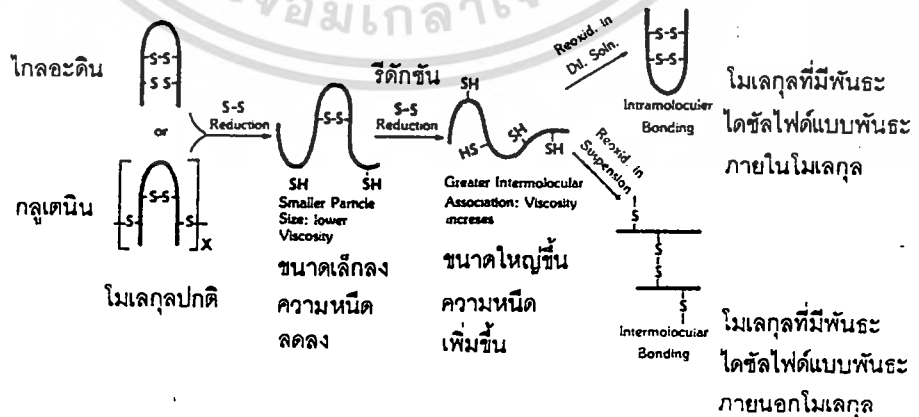 ไกลอะดิน
-S-S-
-S S-
or
กลูเตนิน
-S-S-
-S-
S-
X
โมเลกุลปกติ
S-S
Reduction
-S-S-
SH
SH
Smaller Particle
Size: lower
Viscosity
ขนาดเล็กลง
ความหนืด
ลดลง
รีดักชัน
S-S
Reduction
SH
HS
SH
SH
Greater Intermolocular
Association: Viscosity
increses
ขนาดใหญ่ขึ้น
ความหนืด
เพิ่มขึ้น
Reoxid. in
Dil. Soln.
-S-S-
-S-S-
Intramolocuier
Bonding
โมเลกุลที่มีพันธะ
ไดซัลไฟด์แบบพันธะ
ภายในโมเลกุล
Reoxid. in
Suspension
S
S
S
S
Intermoiocuiar
Bonding
โมเลกุลที่มีพันธะ
ไดซัลไฟด์แบบพันธะ
ภายนอกโมเลกุล